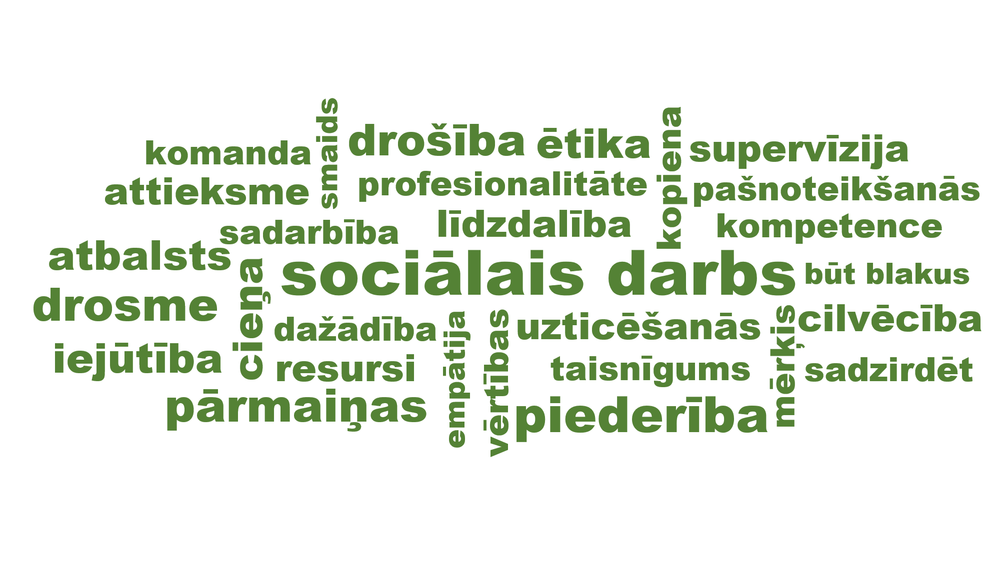 smaids
drošība
ētika
kopiena
supervīzija
komanda
profesionalitāte
attieksme
pašnoteikšanās
līdzdalība
sadarbība
kompetence
atbalsts
cieņa
sociālais darbs
būt blakus
drosme
dažādība
empātija
vērtības
uzticēšanās
mērķis
cilvēcība
iejūtība
resursi
taisnīgums
sadzirdēt
pārmaiņas
piederība